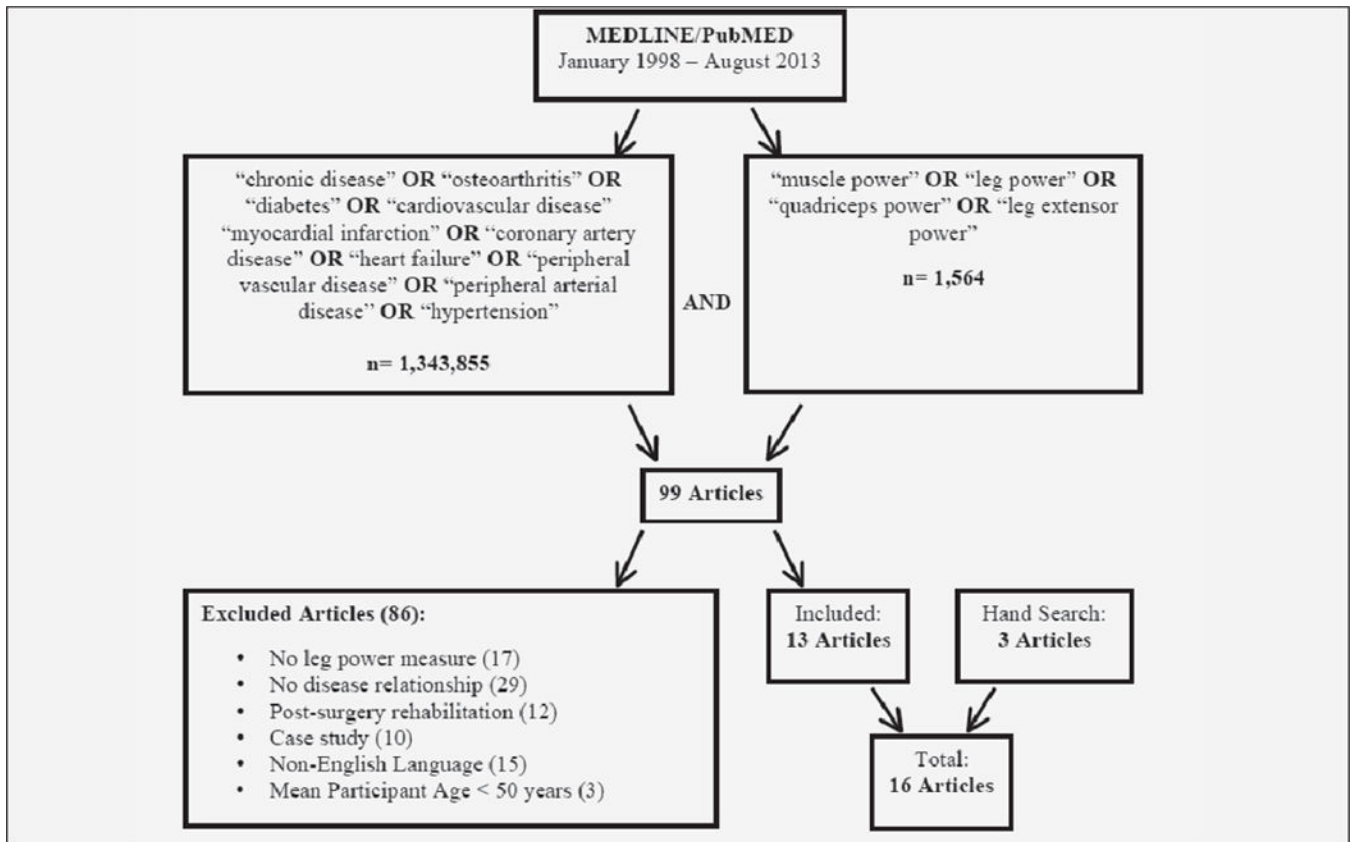 MEDLINE/PubMED
January 1998 – August 2013
“chronic disease” OR “osteoarthritis” OR
“diabetes” OR “cardiovascular disease”
“myocardial infarction” OR “coronary artery
disease” OR “heart failure” OR “peripheral
vascular disease” OR “peripheral arterial
disease” OR “hypertension”
n= 1,343,855
AND
“muscle power” OR “leg power” OR
“quadriceps power” OR “leg extensor
power”
n= 1,564
99 Articles
Excluded Articles (86):
• No leg power measure (17)
• No disease relationship (29)
• Post-surgery rehabilitation (12)
• Case study (10)
• Non-English Language (15)
• Mean Participant Age < 50 years (3)
Included:
13 Articles
Hand Search:
3 Articles
Total:
16 Articles